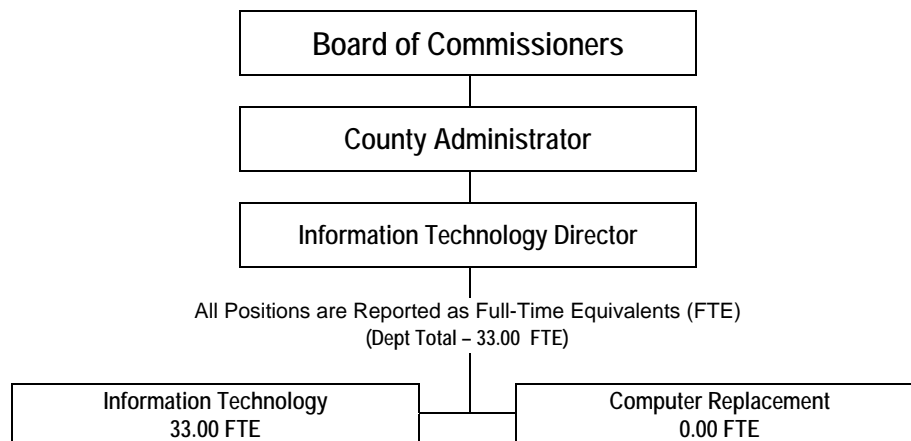 Board of Commissioners
County Administrator
Information Technology Director
All Positions are Reported as Full-Time Equivalents (FTE)
(Dept Total – 33.00 FTE)
Information Technology
33.00 FTE
Computer Replacement
0.00 FTE